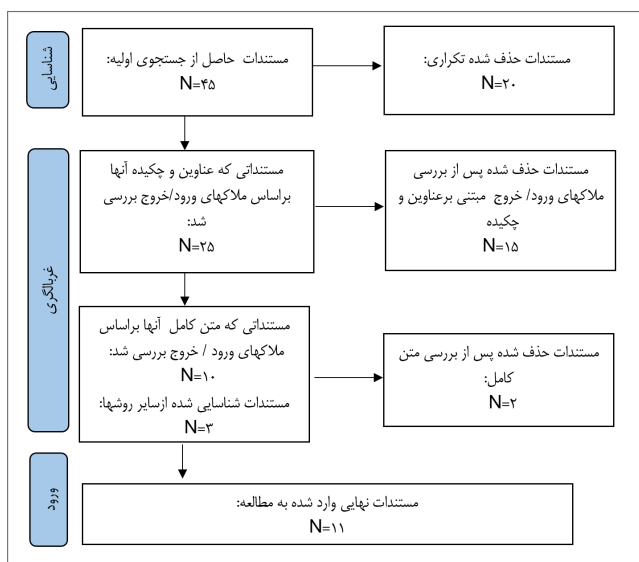 شناسایی
مستندات حاصل از جستجوی اولیه:
N=۴۵
مستندات حذف شده تکراری:
N=۲۰
غربالگری
مستنداتی که عناوین و چکیده آنها
براساس ملاکهای ورود/خروج بررسی
شد:
N=۲۵
مستندات حذف شده پس از بررسی
ملاکهای ورود/ خروج مبتنی برعناوین و
چکیده
N=۱۵
مستنداتی که متن کامل آنها براساس
ملاکهای ورود / خروج بررسی شد:
N=۱۰
مستندات شناسایی شده ازسایر روشها:
N=۳
مستندات حذف شده پس از بررسی متن
کامل:
N=۲
ورود
مستندات نهایی وارد شده به مطالعه:
N=۱۱